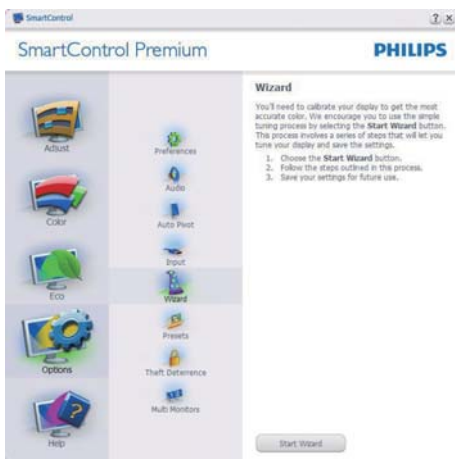 SmartControl
? x
SmartControl Premium
PHILIPS
Adjust
Color
Eco
Options
Help
Preferences
Audio
Auto Pivot
Input
Wizard
Presets
Theft Deterrence
Multi Monitors
Wizard
You'll need to calibrate your display to get the most
accurate color. We encourage you to use the simple
tuning process by selecting the Start Wizard button.
This process involves a series of steps that will let you
tune your display and save the settings.
1. Choose the Start Wizard button.
2. Follow the steps outlined in this process.
3. Save your settings for future use.
Start Wizard